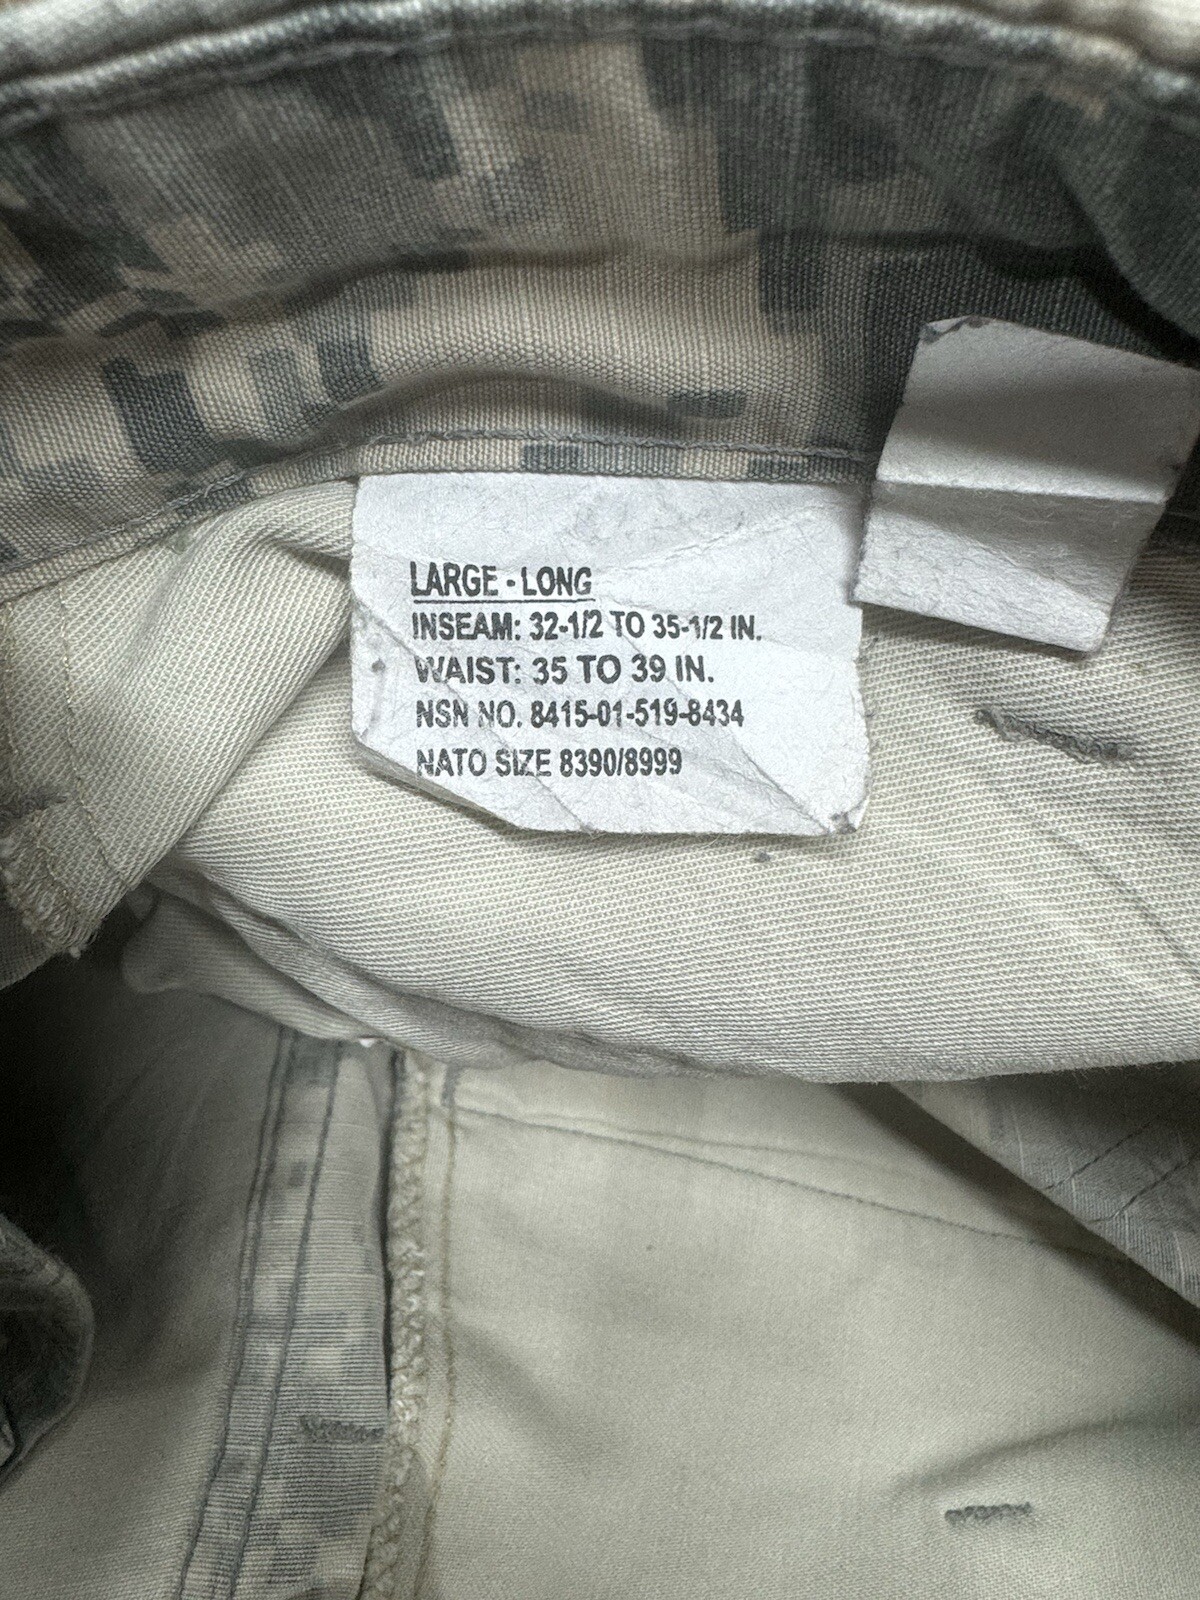 LARGE - LONG
INSEAM: 32-1/2 TO 35-1/2 IN.
WAIST: 35 TO 39 IN.
NSN NO. 8415-01-519-8434
NATO SIZE 8390/8999